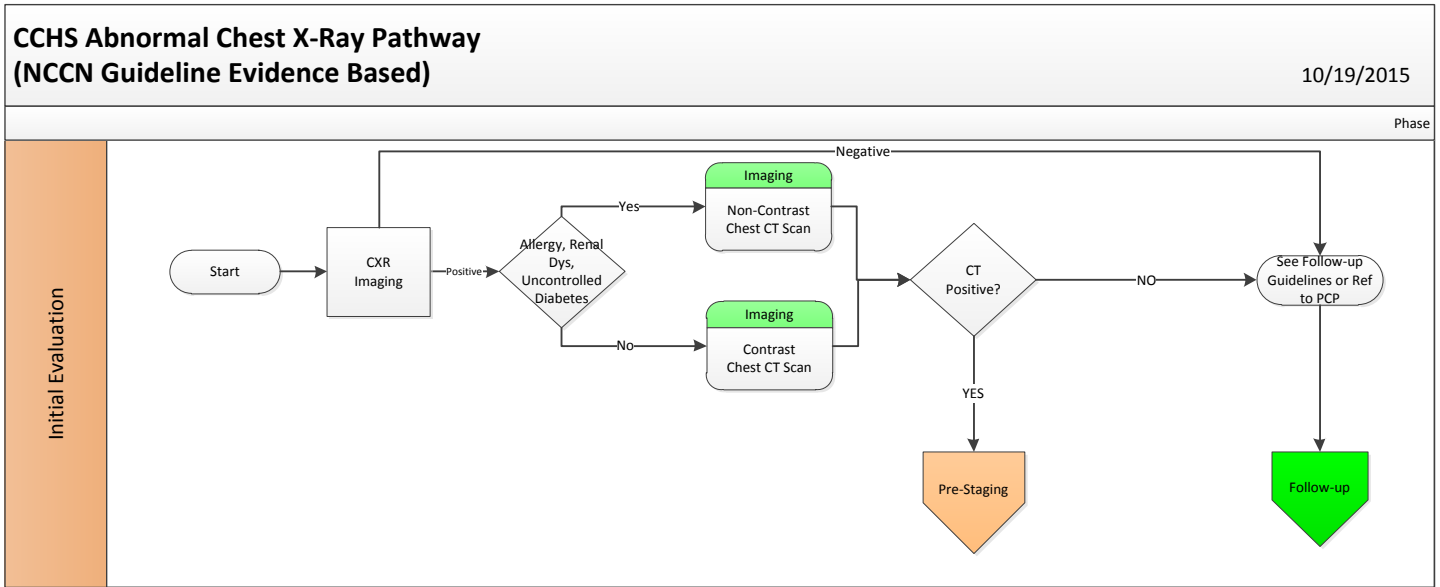 CCHS Abnormal Chest X-Ray Pathway
(NCCN Guideline Evidence Based)
10/19/2015
Phase
Initial Evaluation
Negative
Start
CXR
Imaging
Positive
Allergy, Renal
Dys,
Uncontrolled
Diabetes
Yes
Imaging
Non-Contrast
Chest CT Scan
No
Imaging
Contrast
Chest CT Scan
CT
Positive?
NO
See Follow-up
Guidelines or Ref
to PCP
YES
Pre-Staging
Follow-up